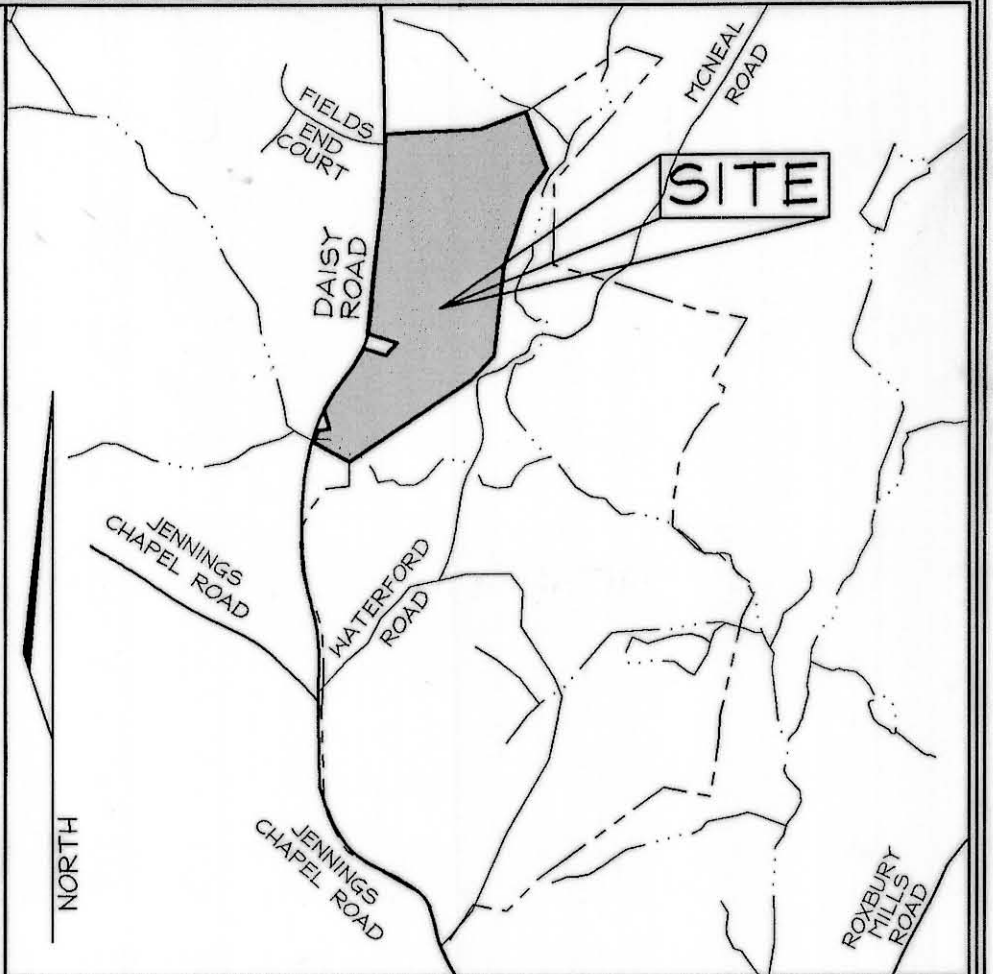 MCNEAL
ROAD
FIELDS
END
COURT
SITE
DAISY
ROAD
JENNINGS
CHAPEL ROAD
WATERFORD
ROAD
JENNINGS
CHAPEL ROAD
ROXBURY
MILLS
ROAD
NORTH